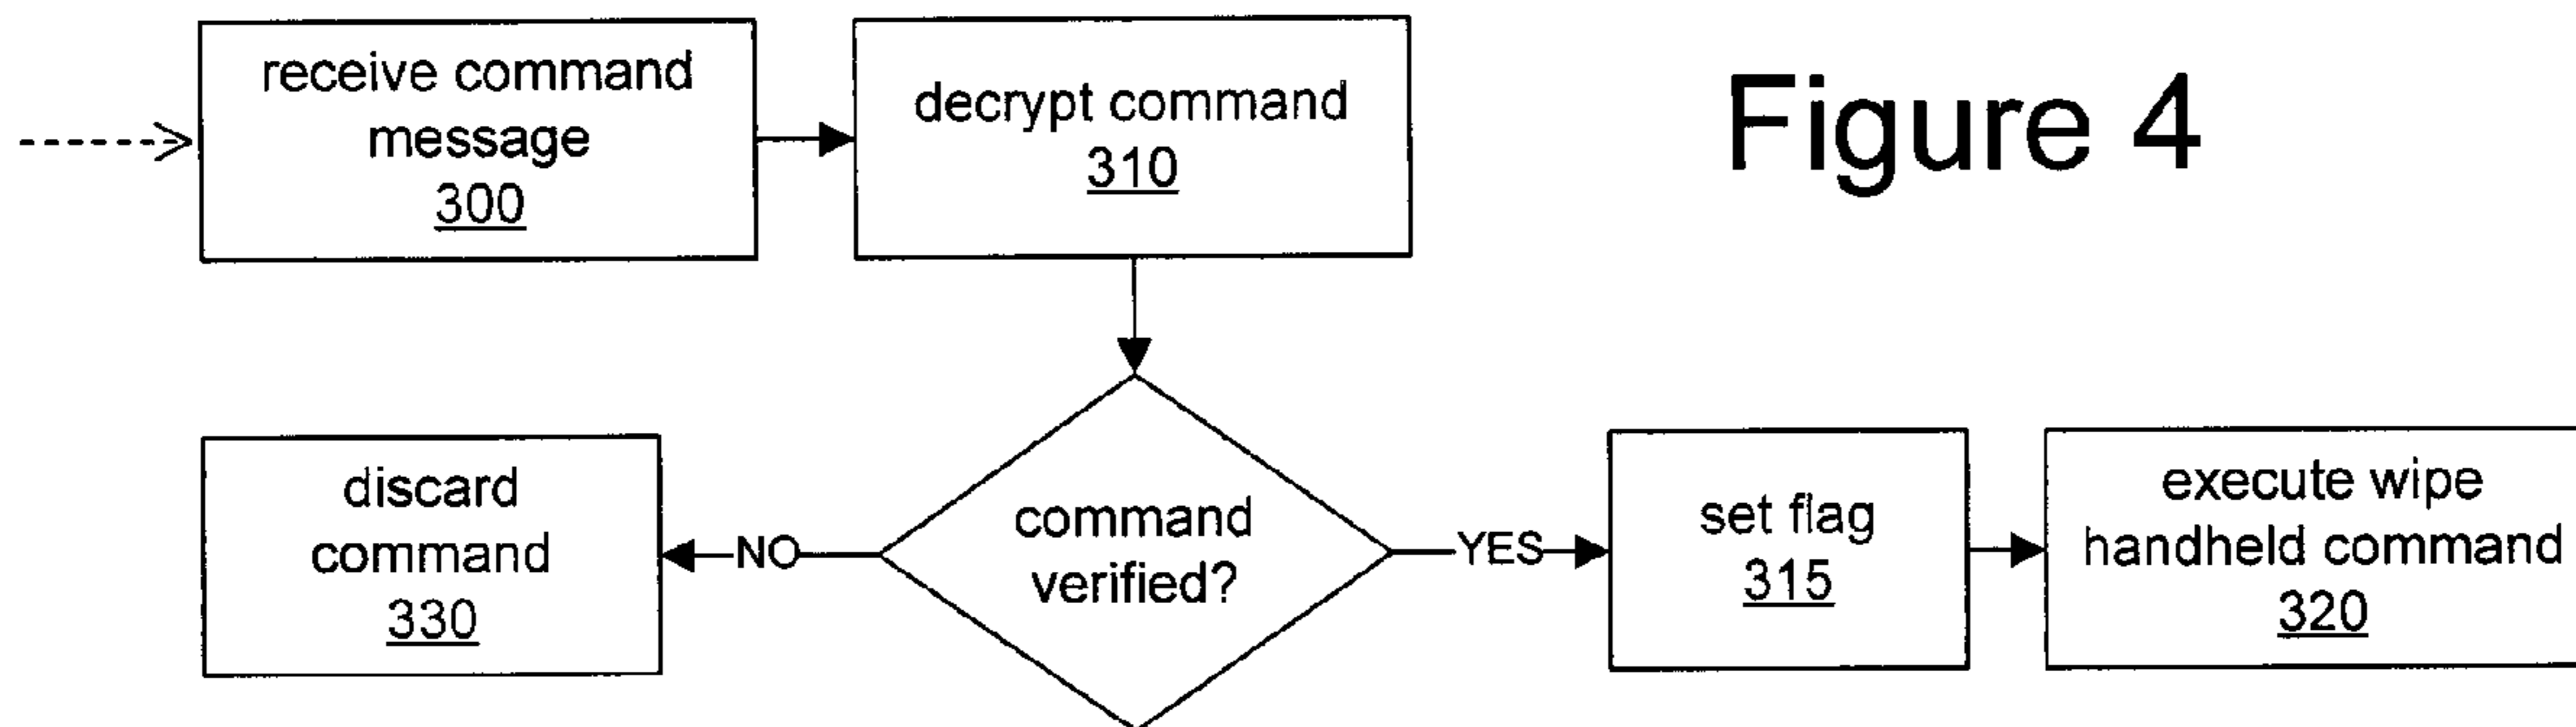 receive command
message
300
decrypt command
310
Figure 4
discard
command
330
NO
command
verified?
YES
set flag
315
execute wipe
handheld command
320